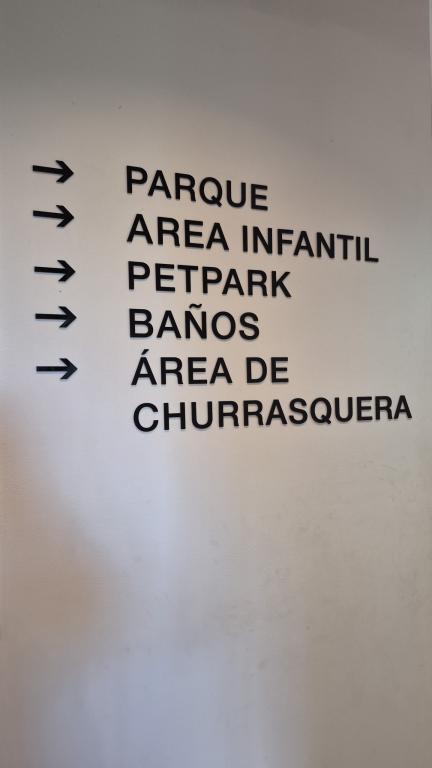 → PARQUE
→ AREA INFANTIL
→ PETPARK
→ BAÑOS
→ ÁREA DE
CHURRASQUERA